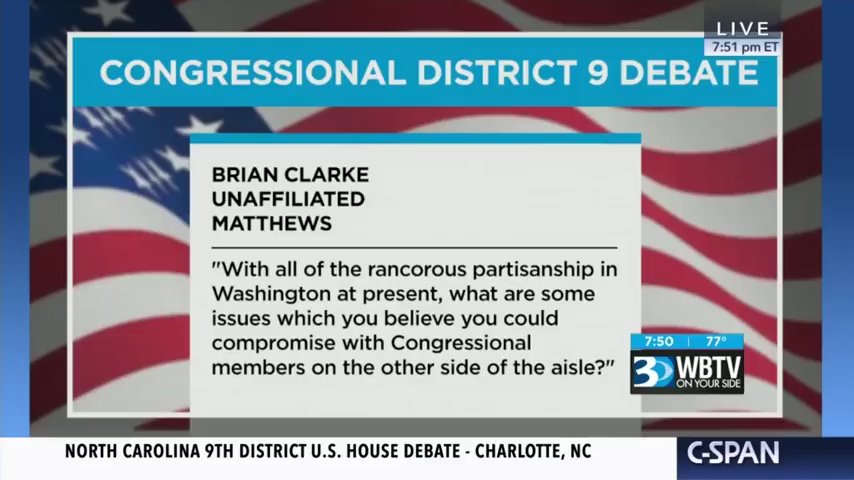 LIVE
7:51 pm ET
CONGRESSIONAL DISTRICT 9 DEBATE
BRIAN CLARKE
UNAFFILIATED
MATTHEWS
"With all of the rancorous partisanship in
Washington at present, what are some
issues which you believe you could
compromise with Congressional
members on the other side of the aisle?"
7:50 | 77°
3 WBTV
ON YOUR SIDE
NORTH CAROLINA 9TH DISTRICT U.S. HOUSE DEBATE - CHARLOTTE, NC
C-SPAN